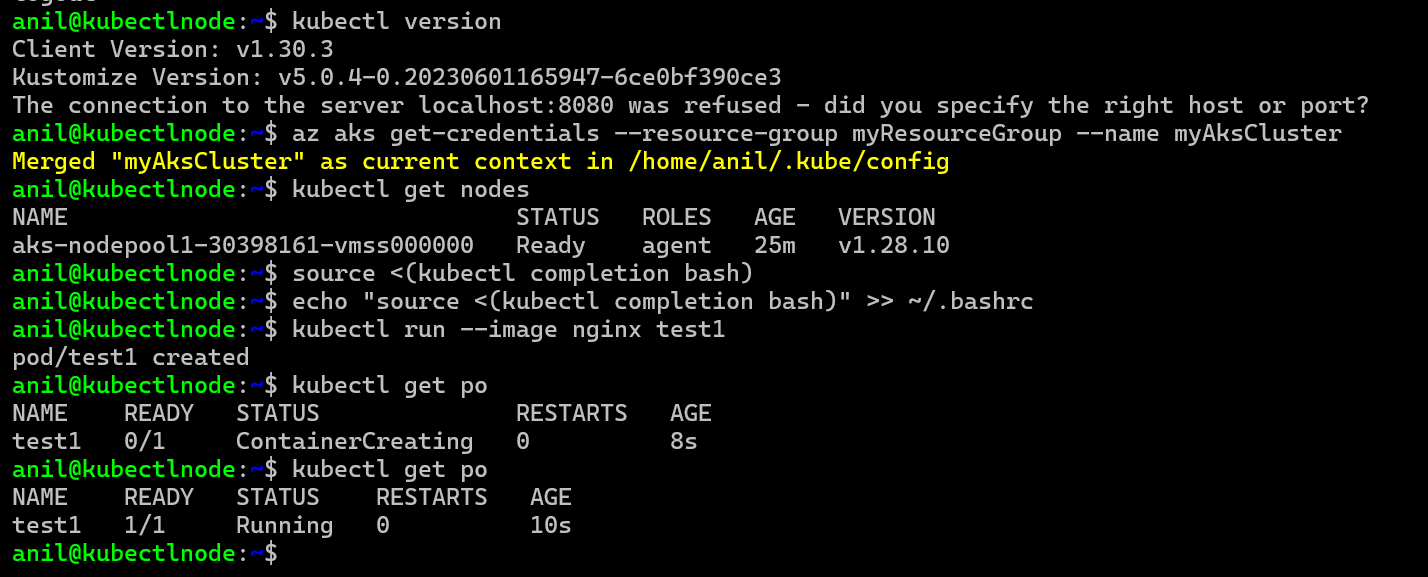 anil@kubectlnode:~$ kubectl version
Client Version: v1.30.3
Kustomize Version: v5.0.4-0.20230601165947-6ce0bf390ce3
The connection to the server localhost:8080 was refused - did you specify the right host or port?
anil@kubectlnode:~$ az aks get-credentials --resource-group myResourceGroup --name myAksCluster
Merged "myAksCluster" as current context in /home/anil/.kube/config
anil@kubectlnode:~$ kubectl get nodes
NAME                                STATUS   ROLES   AGE   VERSION
aks-nodepool1-30398161-vmss000000   Ready    agent   25m   v1.28.10
anil@kubectlnode:~$ source <(kubectl completion bash)
anil@kubectlnode:~$ echo "source <(kubectl completion bash)" >> ~/.bashrc
anil@kubectlnode:~$ kubectl run --image nginx test1
pod/test1 created
anil@kubectlnode:~$ kubectl get po
NAME    READY   STATUS              RESTARTS   AGE
test1   0/1     ContainerCreating   0          8s
anil@kubectlnode:~$ kubectl get po
NAME    READY   STATUS    RESTARTS   AGE
test1   1/1     Running   0          10s
anil@kubectlnode:~$